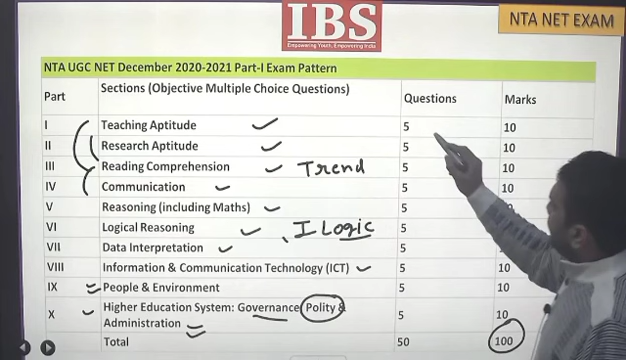 IBS
Empowering Youth, Empowering India
NTA NET EXAM
NTA UGC NET December 2020-2021 Part-I Exam Pattern
Part Sections (Objective Multiple Choice Questions) Questions Marks
I Teaching Aptitude 5 10
II Research Aptitude 5 10
III Reading Comprehension Trend 5 10
IV Communication 5 10
V Reasoning (including Maths) 5
VI Logical Reasoning I Logic 5
VII Data Interpretation 5
VIII Information & Communication Technology (ICT) 5 10
IX People & Environment 5 10
X Higher Education System: Governance Polity &
Administration 5 10
Total 50 100